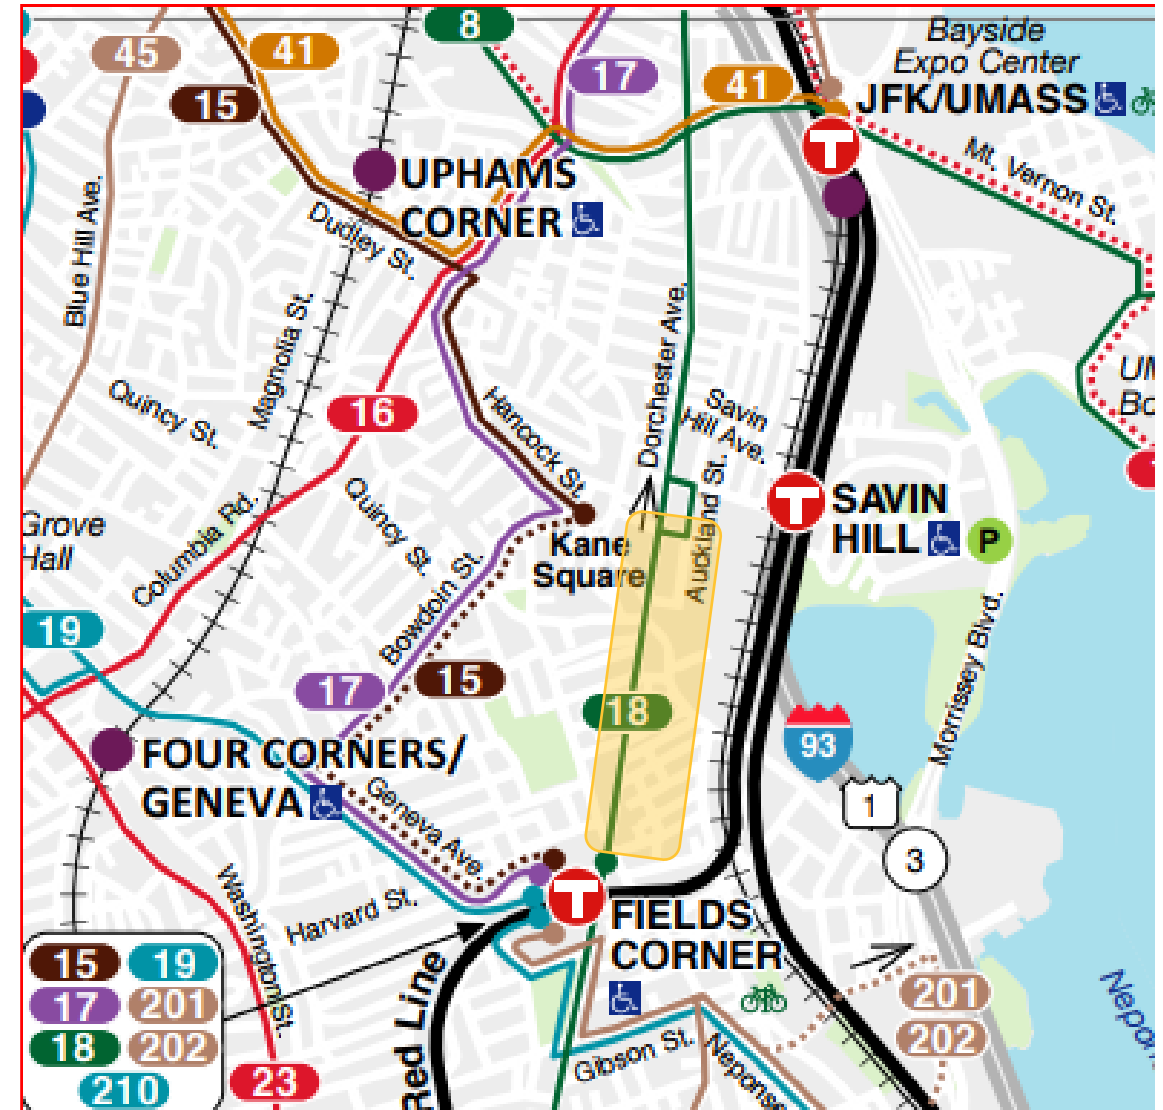 8
Bayside
Expo Center
45
41
17
41
15
JFK/UMASS
T
UPHAMS
CORNER
Mt. Vernon St.
Dudley St.
Blue Hill Ave.
Magnolia St.
Dorchester Ave.
Quincy St.
16
Hancock St.
Savin
Hill Ave.
Auckland St.
T
SAVIN
HILL
P
Grove
Hall
Columbia Rd.
Quincy St.
Kane
Square
Bowdoin St.
19
15
17
18
Morrissey Blvd.
93
FOUR CORNERS/
GENEVA
1
3
Geneva Ave.
T
FIELDS
CORNER
Washington St.
Harvard St.
Red Line
15 19
17 201
18 202
210
23
Gibson St.
201
202